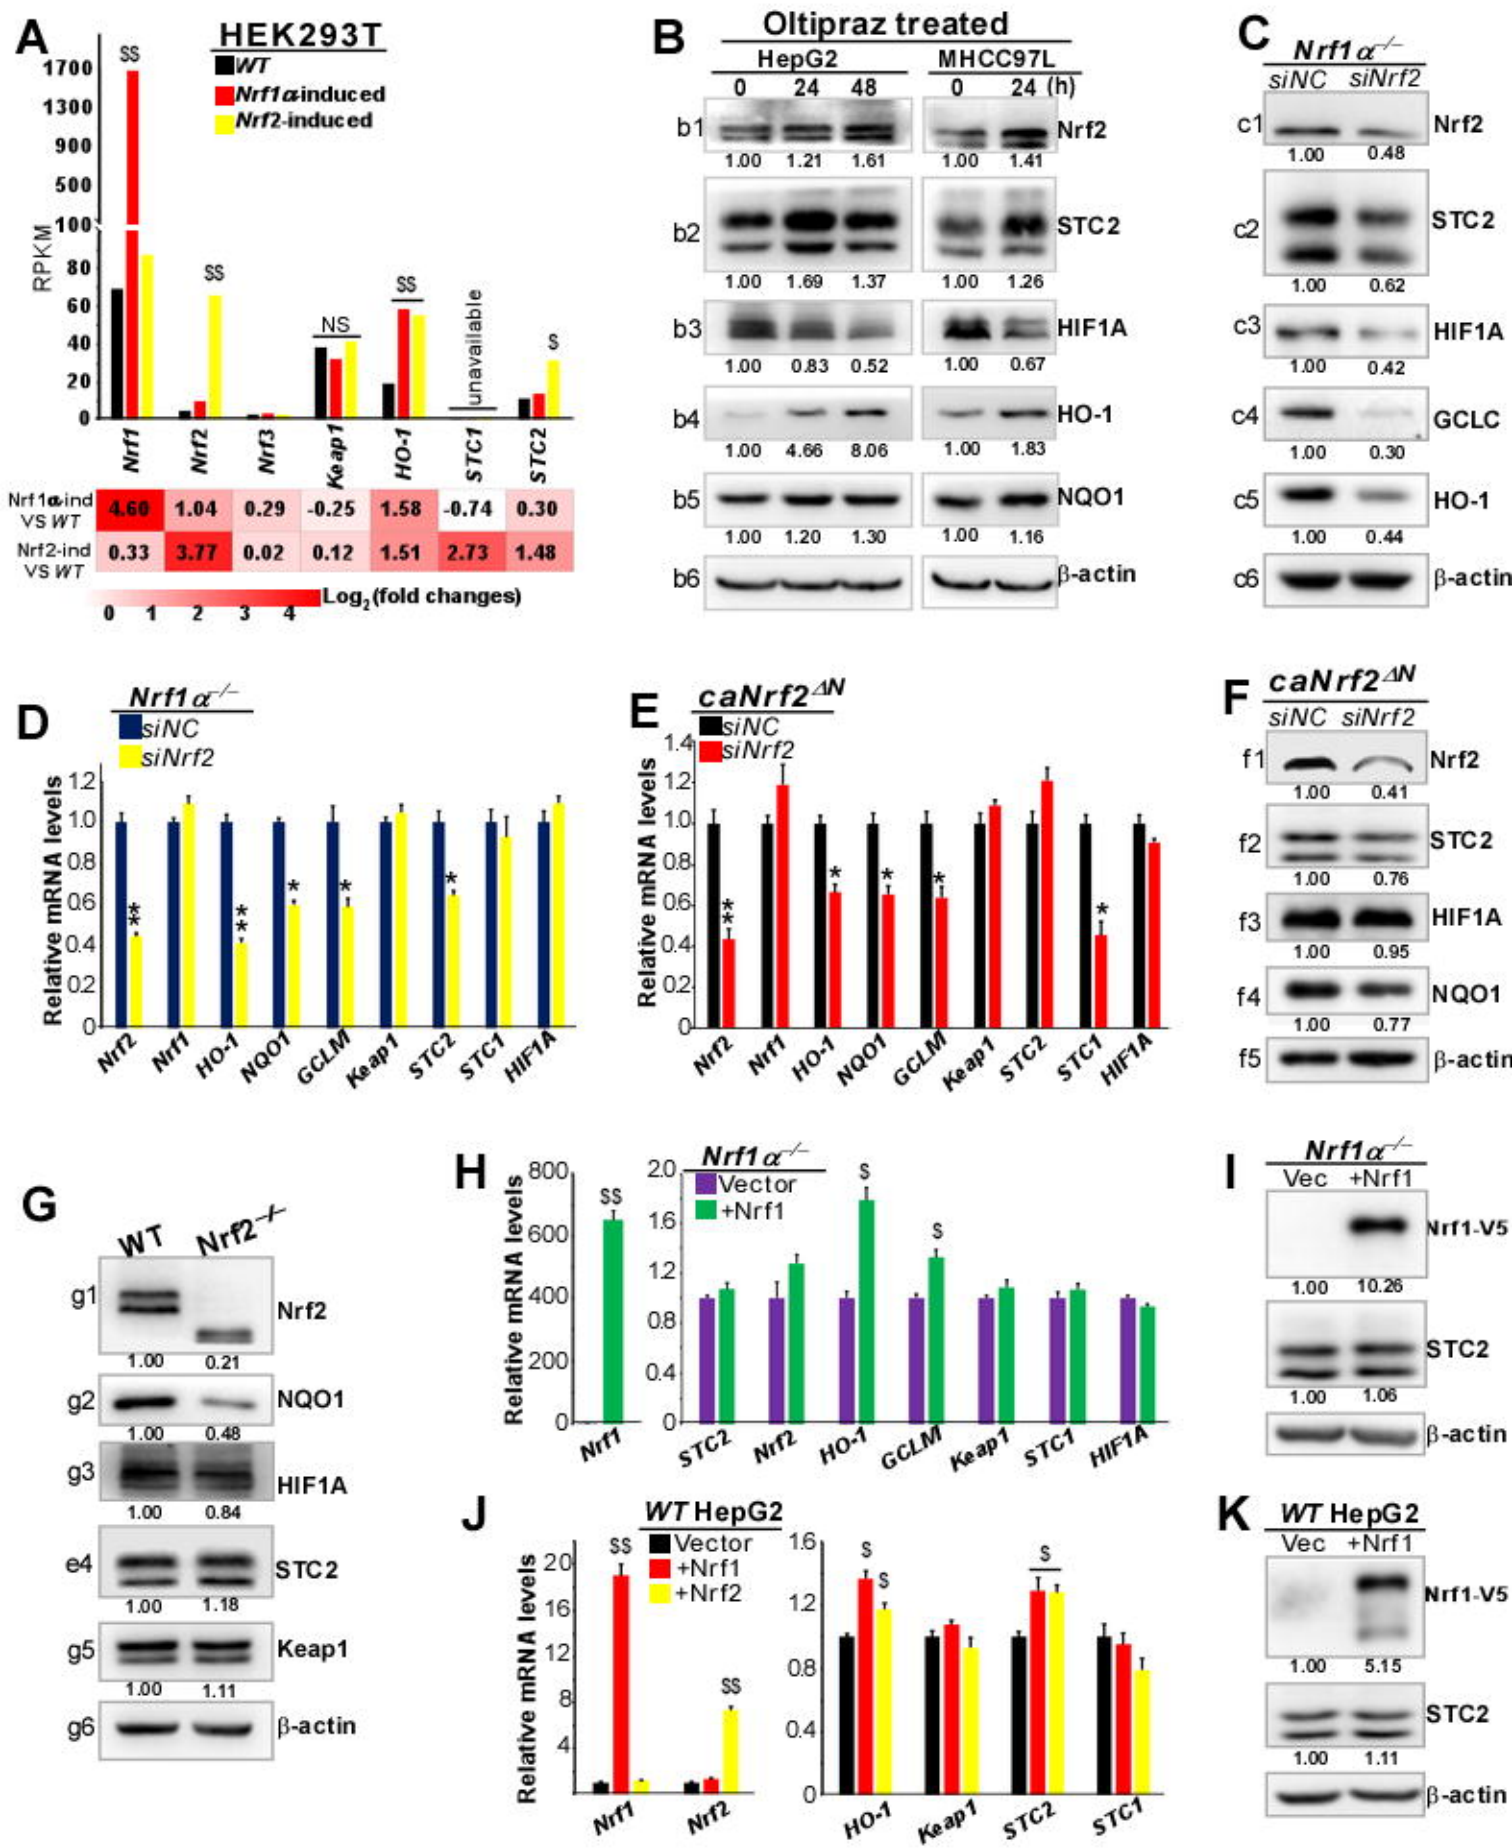 A
HEK293T
WT
Nrf1α-induced
Nrf2-induced
RPKM
1700
1300
900
500
100
80
60
40
20
0
$$
$$
NS
$$
unavailable
$
Nrf1 Nrf2 Nrf3 Keap1 HO-1 STC1 STC2
Nrf1α-ind VS WT 4.60 1.04 0.29 -0.25 1.58 -0.74 0.30
Nrf2-ind VS WT 0.33 3.77 0.02 0.12 1.51 2.73 1.48
0 1 2 3 4 Log2(fold changes)
B
Oltipraz treated
HepG2 MHCC97L
0 24 48 0 24 (h)
b1 Nrf2
1.00 1.21 1.61 1.00 1.41
b2 STC2
1.00 1.69 1.37 1.00 1.26
b3 HIF1A
1.00 0.83 0.52 1.00 0.67
b4 HO-1
1.00 4.66 8.06 1.00 1.83
b5 NQO1
1.00 1.20 1.30 1.00 1.16
b6 β-actin
C
Nrf1α−/−
siNC siNrf2
c1 Nrf2
1.00 0.48
c2 STC2
1.00 0.62
c3 HIF1A
1.00 0.42
c4 GCLC
1.00 0.30
c5 HO-1
1.00 0.44
c6 β-actin
D
Nrf1α−/−
siNC
siNrf2
Relative mRNA levels
1.2
1.0
0.8
0.6
0.4
0.2
0
** ** * * *
Nrf2 Nrf1 HO-1 NQO1 GCLM Keap1 STC2 STC1 HIF1A
E
caNrf2ΔN
siNC
siNrf2
Relative mRNA levels
1.4
1.2
1.0
0.8
0.6
0.4
0.2
0
** * * * *
Nrf2 Nrf1 HO-1 NQO1 GCLM Keap1 STC2 STC1 HIF1A
F
caNrf2ΔN
siNC siNrf2
f1 Nrf2
1.00 0.41
f2 STC2
1.00 0.76
f3 HIF1A
1.00 0.95
f4 NQO1
1.00 0.77
f5 β-actin
G
WT Nrf2−/−
g1 Nrf2
1.00 0.21
g2 NQO1
1.00 0.48
g3 HIF1A
1.00 0.84
e4 STC2
1.00 1.18
g5 Keap1
1.00 1.11
g6 β-actin
H
Nrf1α−/−
Vector
+Nrf1
Relative mRNA levels
800
600
400
200
0
$$
Nrf1
2.0
1.6
1.2
0.8
0.4
0
$ $
STC2 Nrf2 HO-1 GCLM Keap1 STC1 HIF1A
I
Nrf1α−/−
Vec +Nrf1
Nrf1-V5
1.00 10.26
STC2
1.00 1.06
β-actin
J
WT HepG2
Vector
+Nrf1
+Nrf2
Relative mRNA levels
20
16
12
8
4
$$ $$
Nrf1 Nrf2
1.6
1.2
0.8
0.4
0
$ $ $
HO-1 Keap1 STC2 STC1
K
WT HepG2
Vec +Nrf1
Nrf1-V5
1.00 5.15
STC2
1.00 1.11
β-actin